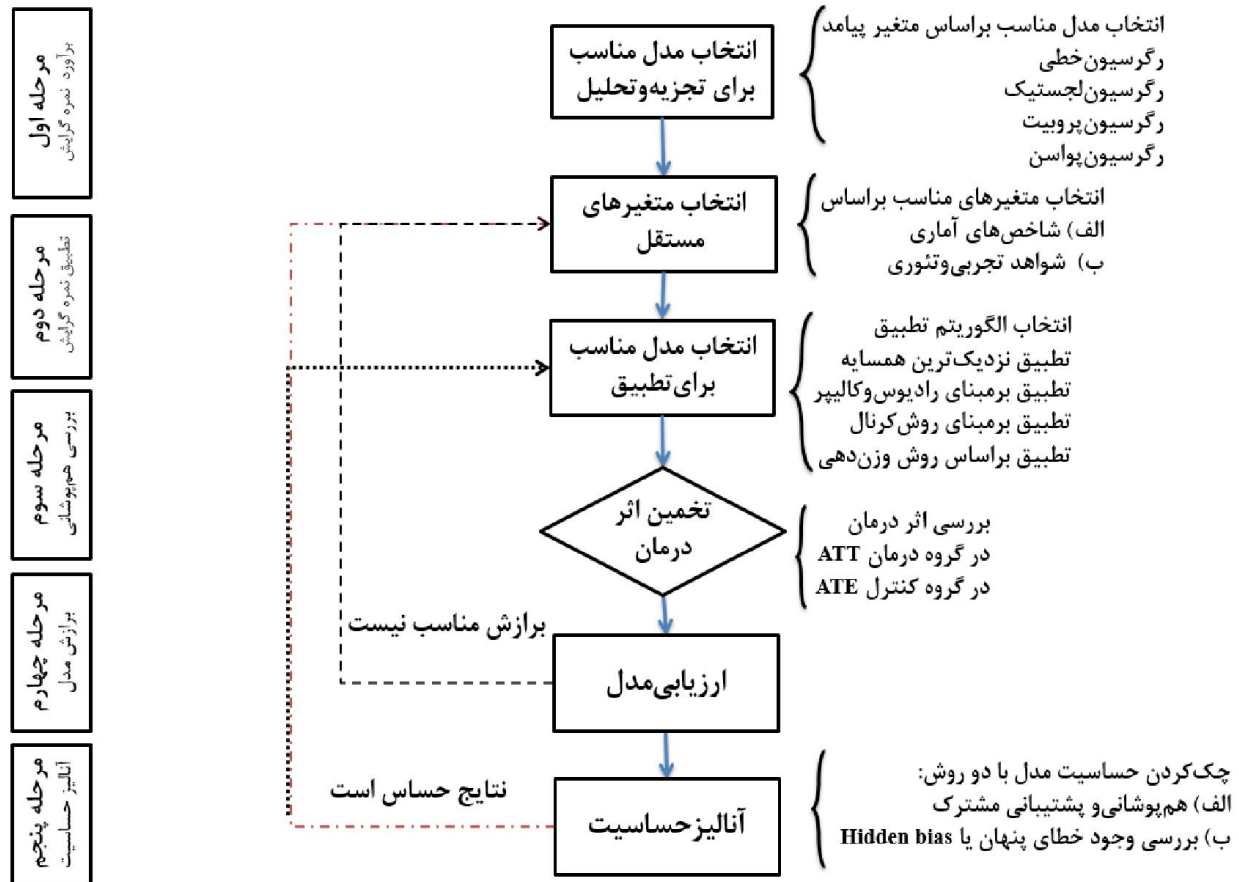 مرحله اول
برآورد نمره گرایش
مرحله دوم
تطبیق نمره گرایش
مرحله سوم
بررسی هم‌پوشانی
مرحله چهارم
برازش مدل
مرحله پنجم
آنالیز حساسیت
انتخاب مدل مناسب
برای تجزیه‌وتحلیل
انتخاب مدل مناسب براساس متغیر پیامد
رگرسیون‌خطی
رگرسیون‌لجستیک
رگرسیون‌پروبیت
رگرسیون‌پواسن
انتخاب متغیرهای
مستقل
انتخاب متغیرهای مناسب براساس
الف) شاخص‌های آماری
ب) شواهد تجربی‌وتئوری
انتخاب مدل مناسب
برای‌تطبیق
انتخاب الگوریتم تطبیق
تطبیق نزدیک‌ترین همسایه
تطبیق برمبنای رادیوس‌وکالیپر
تطبیق برمبنای روش‌کرنال
تطبیق براساس روش وزن‌دهی
تخمین اثر
درمان
بررسی اثر درمان
در گروه درمان ATT
در گروه کنترل ATE
برازش مناسب نیست
ارزیابی‌مدل
نتایج حساس است
آنالیزحساسیت
چک‌کردن حساسیت مدل با دو روش:
الف) هم‌پوشانی‌و پشتیبانی مشترک
ب) بررسی وجود خطای پنهان یا Hidden bias